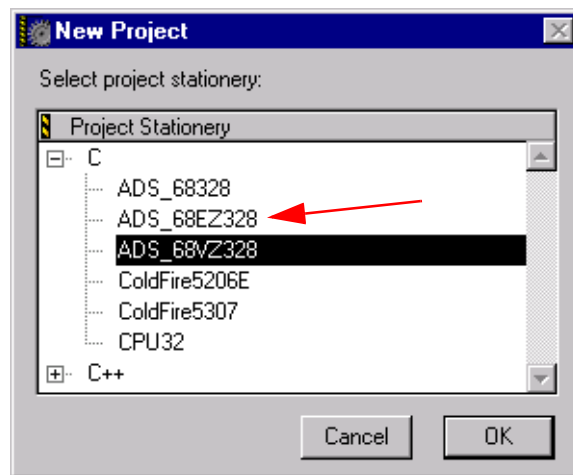 New Project
Select project stationery:
Project Stationery
C
ADS_68328
ADS_68EZ328
ADS_68VZ328
ColdFire5206E
ColdFire5307
CPU32
C++
Cancel OK